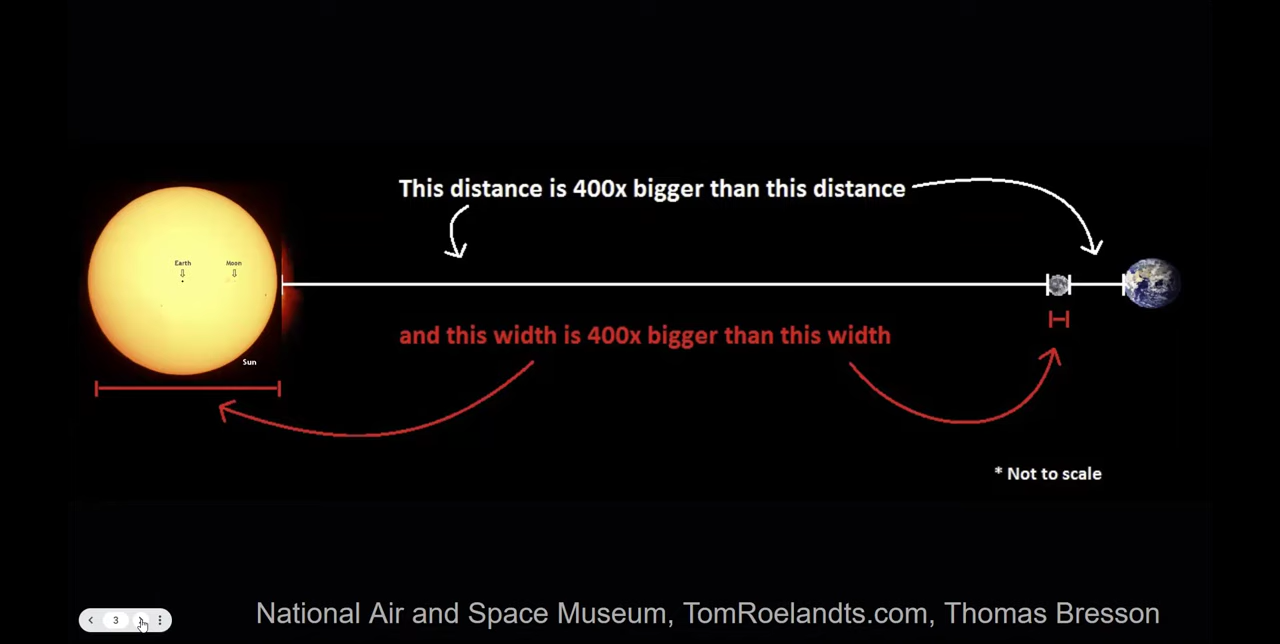 This distance is 400x bigger than this distance
Earth
Moon
and this width is 400x bigger than this width
Sun
* Not to scale
3
National Air and Space Museum, TomRoelandts.com, Thomas Bresson